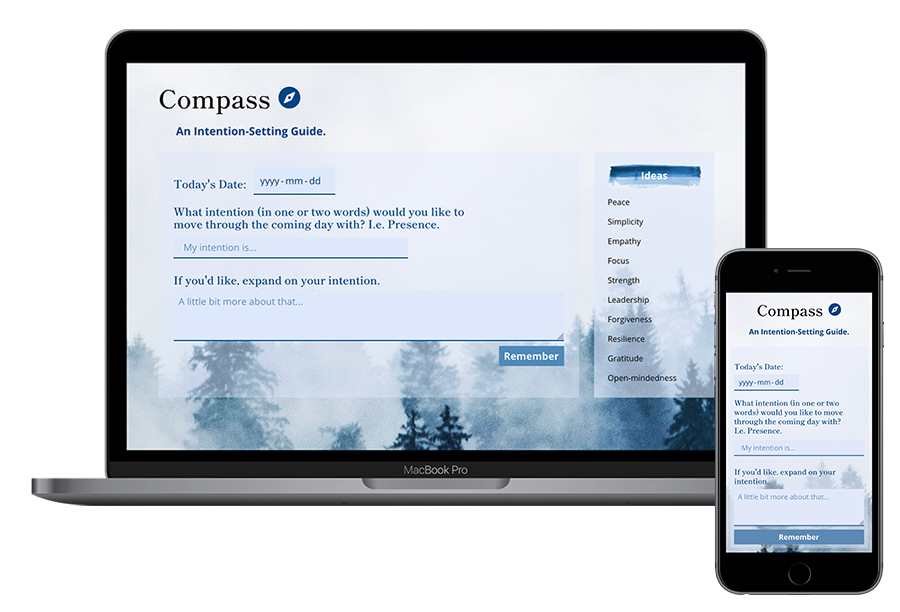 Compass
An Intention-Setting Guide.
Today's Date: yyyy-mm-dd
What intention (in one or two words) would you like to
move through the coming day with? I.e. Presence.
My intention is...
If you'd like, expand on your intention.
A little bit more about that...
Remember
Ideas
Peace
Simplicity
Empathy
Focus
Strength
Leadership
Forgiveness
Resilience
Gratitude
Open-mindedness
MacBook Pro
Compass
An Intention-Setting Guide.
Today's Date:
yyyy-mm-dd
What intention (in one or two
words) would you like to move
through the coming day with?
I.e. Presence.
My intention is...
If you'd like, expand on your
intention.
A little bit more about that...
Remember